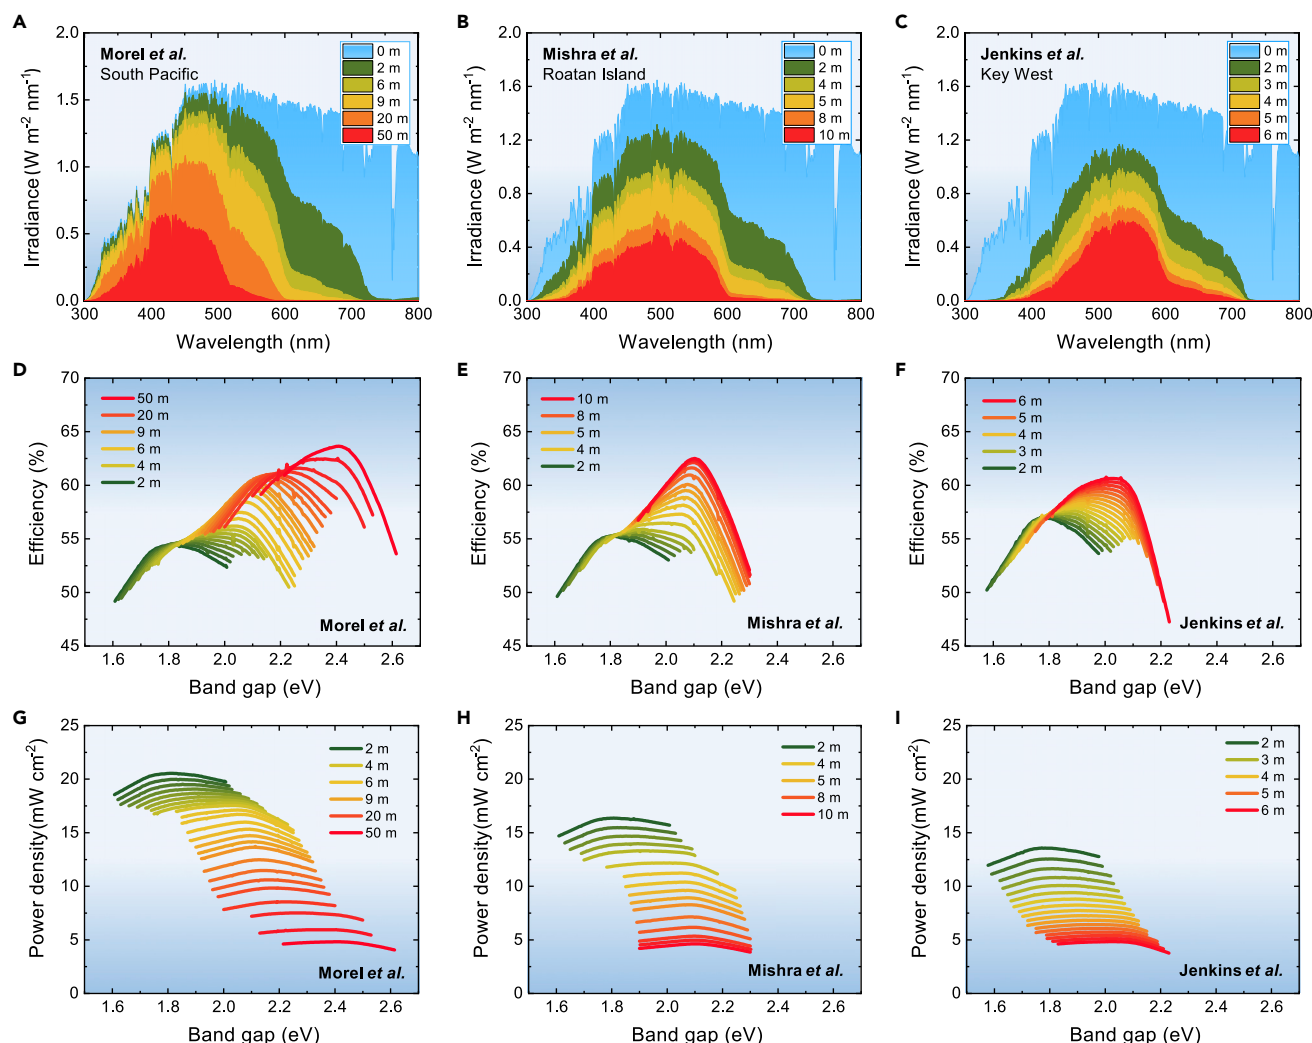 A
Morel et al.
South Pacific
0 m
2 m
6 m
9 m
20 m
50 m
2.0
1.5
1.0
0.5
0.0
Irradiance (W m-2 nm-1)
300 400 500 600 700 800
Wavelength (nm)
B
Mishra et al.
Roatan Island
0 m
2 m
4 m
5 m
8 m
10 m
2.0
1.6
1.2
0.8
0.4
0.0
Irradiance (W m-2 nm-1)
300 400 500 600 700 800
Wavelength (nm)
C
Jenkins et al.
Key West
0 m
2 m
3 m
4 m
5 m
6 m
2.0
1.6
1.2
0.8
0.4
0.0
Irradiance (W m-2 nm-1)
300 400 500 600 700 800
Wavelength (nm)
D
50 m
20 m
9 m
6 m
4 m
2 m
70
65
60
55
50
45
Efficiency (%)
Morel et al.
1.6 1.8 2.0 2.2 2.4 2.6
Band gap (eV)
E
10 m
8 m
5 m
4 m
2 m
70
65
60
55
50
45
Efficiency (%)
Mishra et al.
1.6 1.8 2.0 2.2 2.4 2.6
Band gap (eV)
F
6 m
5 m
4 m
3 m
2 m
70
65
60
55
50
45
Efficiency (%)
Jenkins et al.
1.6 1.8 2.0 2.2 2.4 2.6
Band gap (eV)
G
2 m
4 m
6 m
9 m
20 m
50 m
25
20
15
10
5
0
Power density (mW cm-2)
Morel et al.
1.6 1.8 2.0 2.2 2.4 2.6
Band gap (eV)
H
2 m
4 m
5 m
8 m
10 m
25
20
15
10
5
0
Power density (mW cm-2)
Mishra et al.
1.6 1.8 2.0 2.2 2.4 2.6
Band gap (eV)
I
2 m
3 m
4 m
5 m
6 m
25
20
15
10
5
0
Power density (mW cm-2)
Jenkins et al.
1.6 1.8 2.0 2.2 2.4 2.6
Band gap (eV)